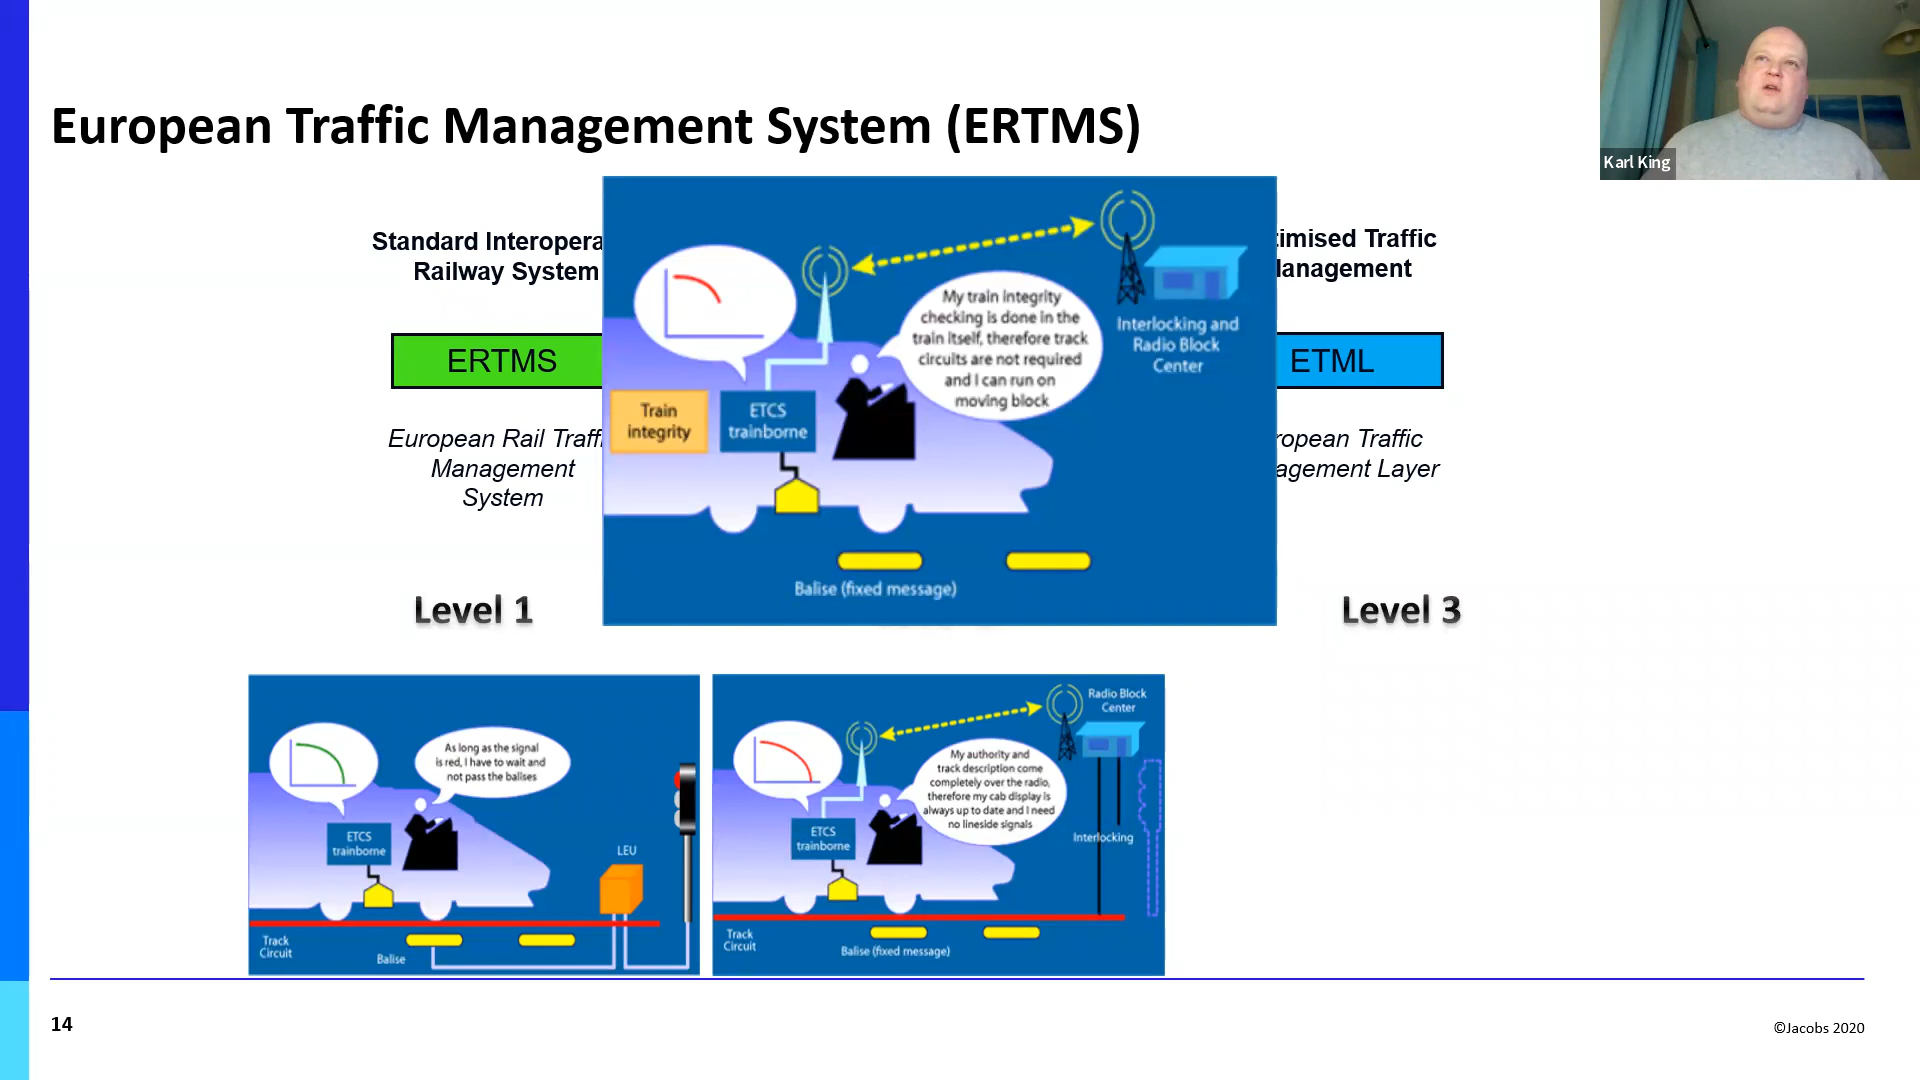 European Traffic Management System (ERTMS)
Karl King
Standard Interopera
Railway System
timised Traffic
anagement
ERTMS
ETML
European Rail Traff
Management
System
ropean Traffic
agement Layer
My train integrity
checking is done in the
train itself, therefore track
circuits are not required
and I can run on
moving block
Interlocking and
Radio Block
Center
Train
integrity
ETCS
trainborne
Balise (fixed message)
Level 1
Level 3
As long as the signal
is red, I have to wait and
not pass the balises
ETCS
trainborne
LEU
Track
Circuit
Balise
Radio Block
Center
My authority and
track description come
completely over the radio,
therefore my cab display is
always up to date and I need
no lineside signals
ETCS
trainborne
Interlocking
Track
Circuit
Balise (fixed message)
14
©Jacobs 2020